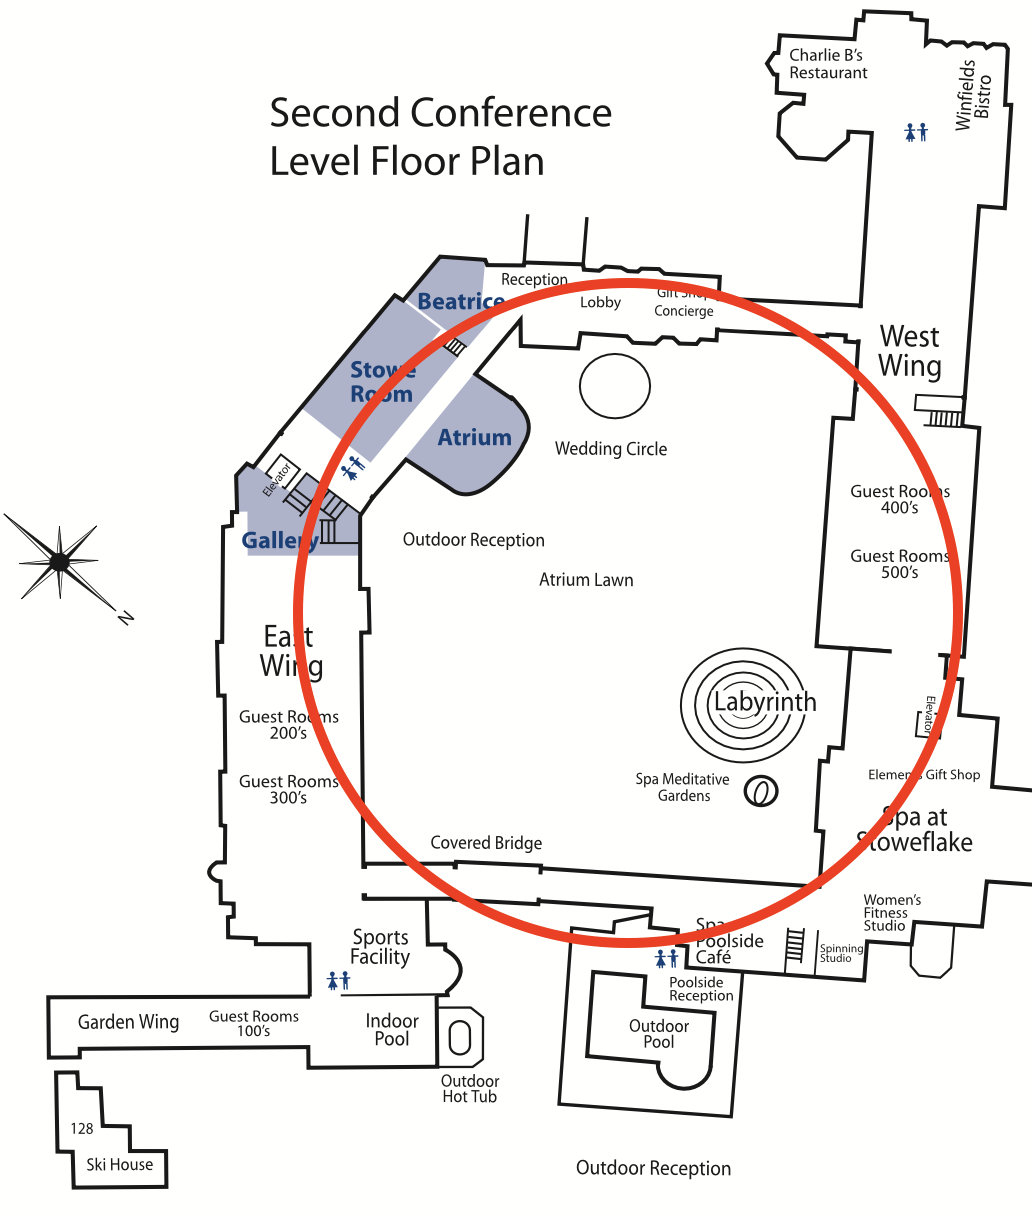 Second Conference
Level Floor Plan
Charlie B's
Restaurant
Winfields
Bistro
Reception
Beatrice
Lobby
Gift Shop
Concierge
West
Wing
Stowe
Room
Atrium
Wedding Circle
Elevator
Gallery
Guest Rooms
400's
Outdoor Reception
Guest Rooms
500's
Atrium Lawn
N
East
Wing
Labyrinth
Elevator
Guest Rooms
200's
Guest Rooms
300's
Spa Meditative
Gardens
Elements Gift Shop
Spa at
Stoweflake
Covered Bridge
Women's
Fitness
Studio
Sports
Facility
Spa
Poolside
Café
Spinning
Studio
Poolside
Reception
Garden Wing
Guest Rooms
100's
Indoor
Pool
Outdoor
Pool
Outdoor
Hot Tub
128
Ski House
Outdoor Reception